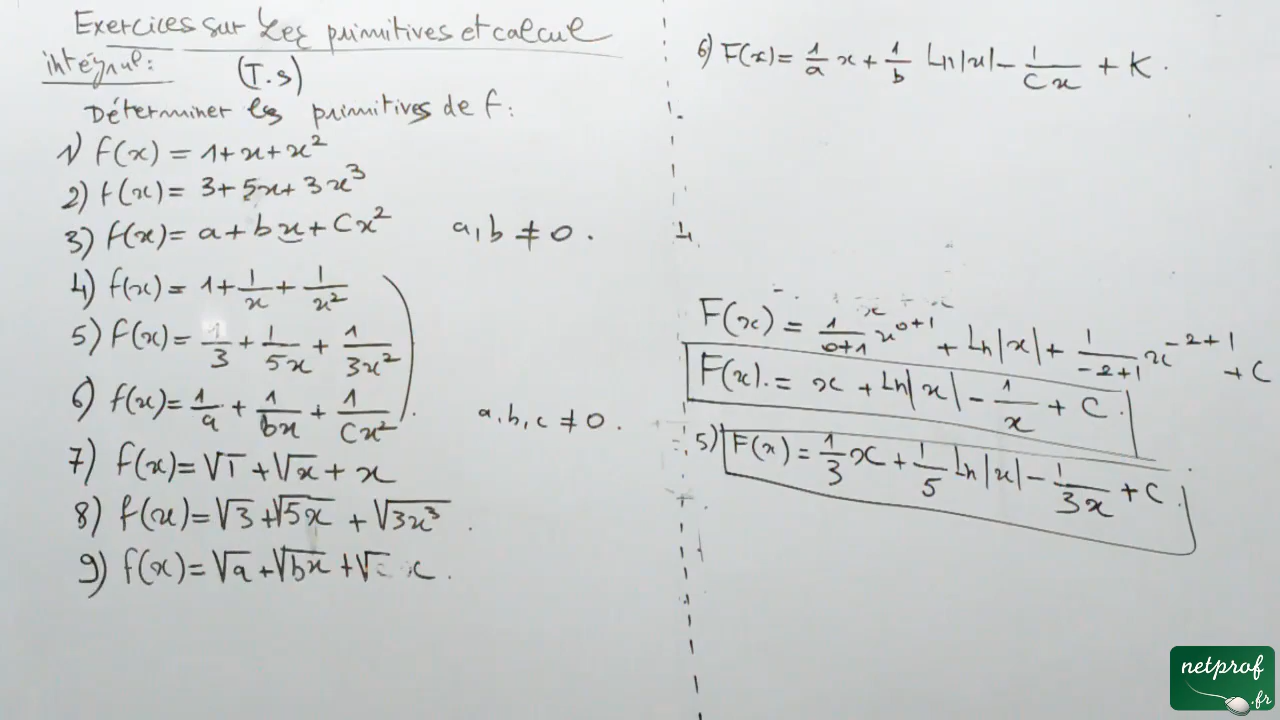 Exercices sur Les primitives et calcul
intégral:
(T.s)
Déterminer les primitives de f:
1) f(x) = 1+x+x²
2) f(x) = 3+5x+3x³
3) f(x) = a+bx+Cx² a,b ≠ 0.
4) f(x) = 1+1/x+1/x²
5) f(x) = 1/3+1/5x+1/3x²
6) f(x) = 1/a+1/bx+1/Cx² a,b,c ≠ 0.
7) f(x) = √1+√x+x
8) f(x) = √3+√5x+√3x³.
9) f(x) = √a+√bx+√
6) F(x) = 1/a x+1/b Ln|x|-1/Cx+K.
F(x) = 1/0+1 x⁰⁺¹+Ln|x|+1/-2+1 x⁻²⁺¹+C
F(x). = x+Ln|x|-1/x+C.
5) F(x) = 1/3 x+1/5 Ln|x|-1/3x+C.
netprof
.fr